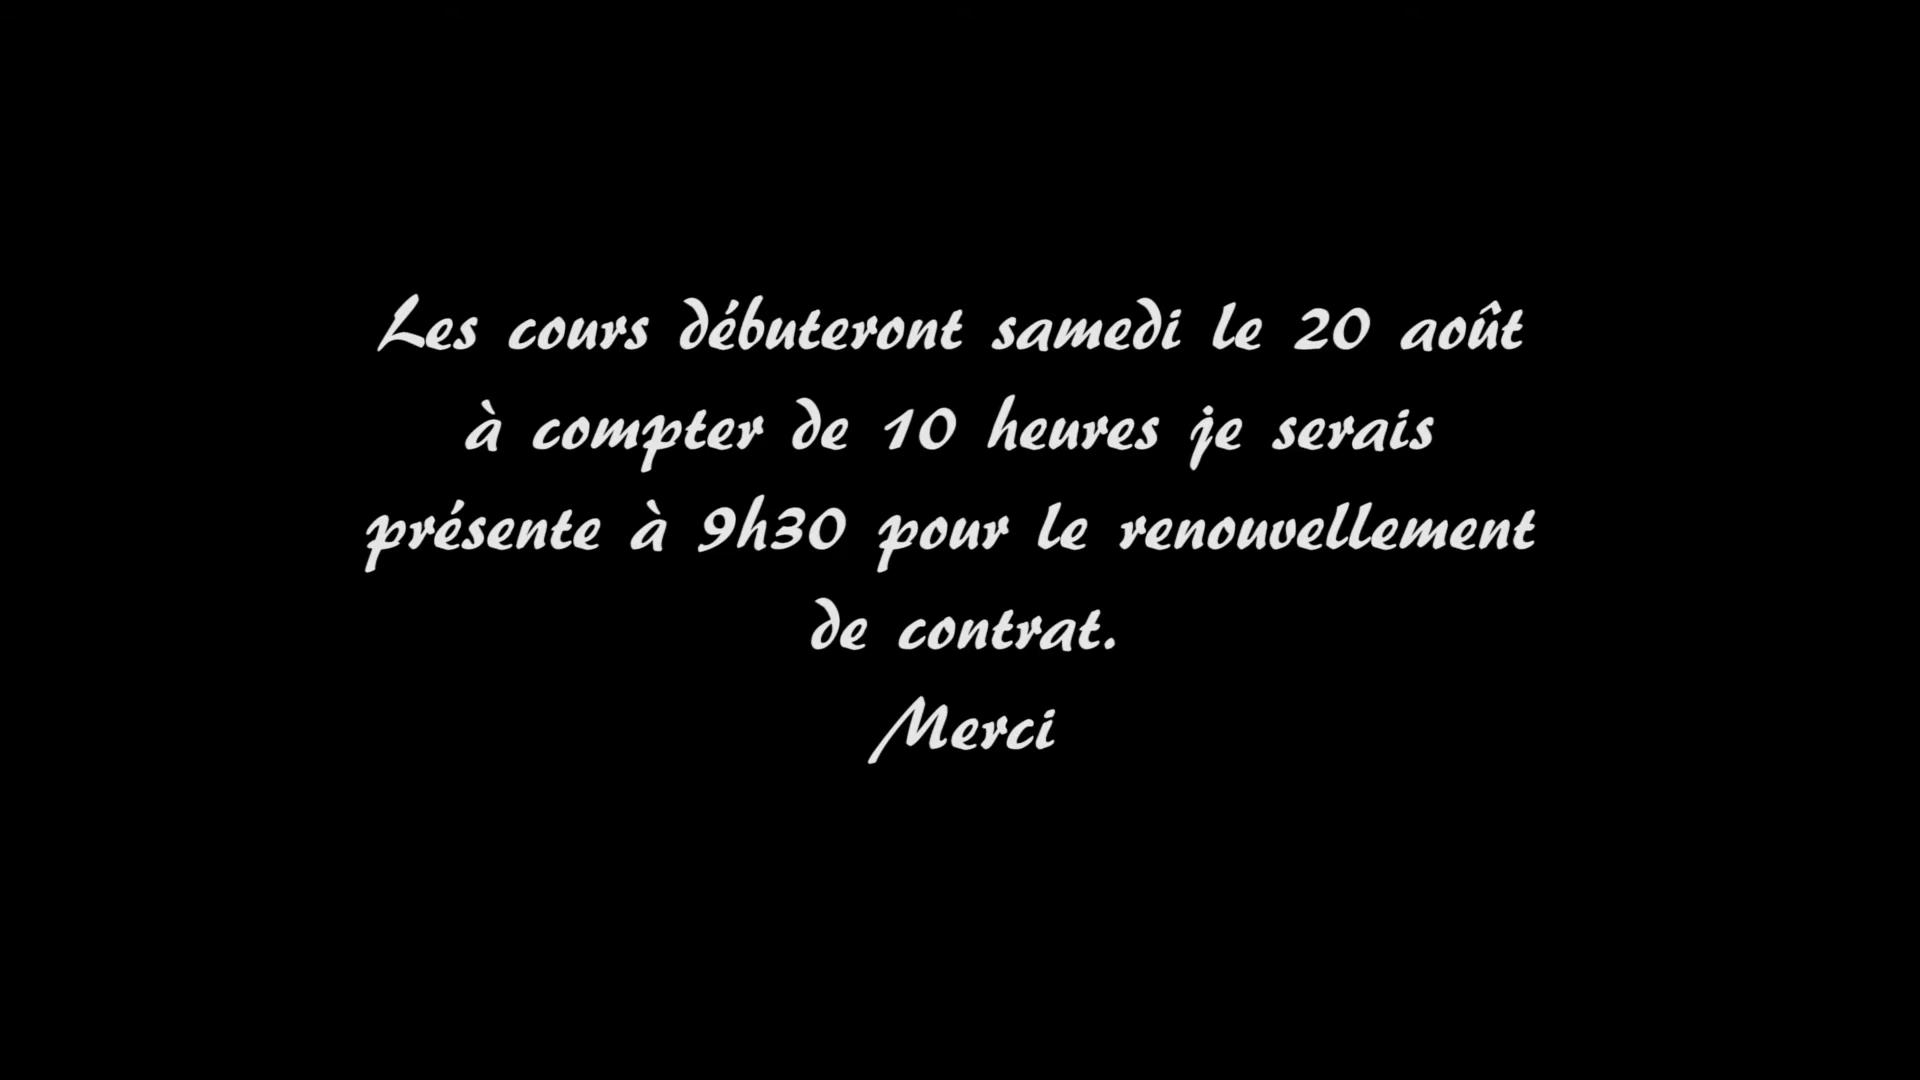 Les cours débuteront samedi le 20 août
à compter de 10 heures je serais
présente à 9h30 pour le renouvellement
de contrat.
Merci